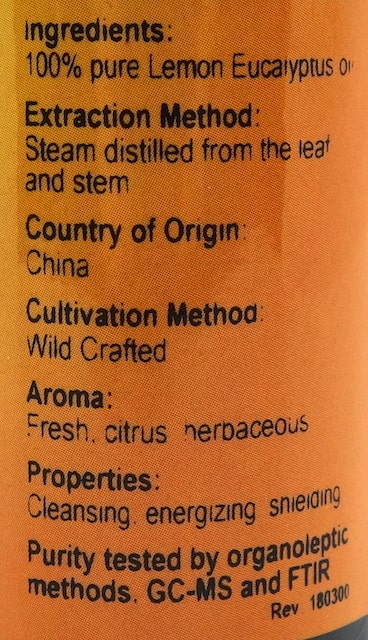 Ingredients:
100% pure Lemon Eucalyptus oil
Extraction Method:
Steam distilled from the leaf
and stem
Country of Origin:
China
Cultivation Method:
Wild Crafted
Aroma:
Fresh, citrus herbaceous
Properties:
Cleansing, energizing shielding
Purity tested by organoleptic
methods, GC-MS and FTIR
Rev 180300